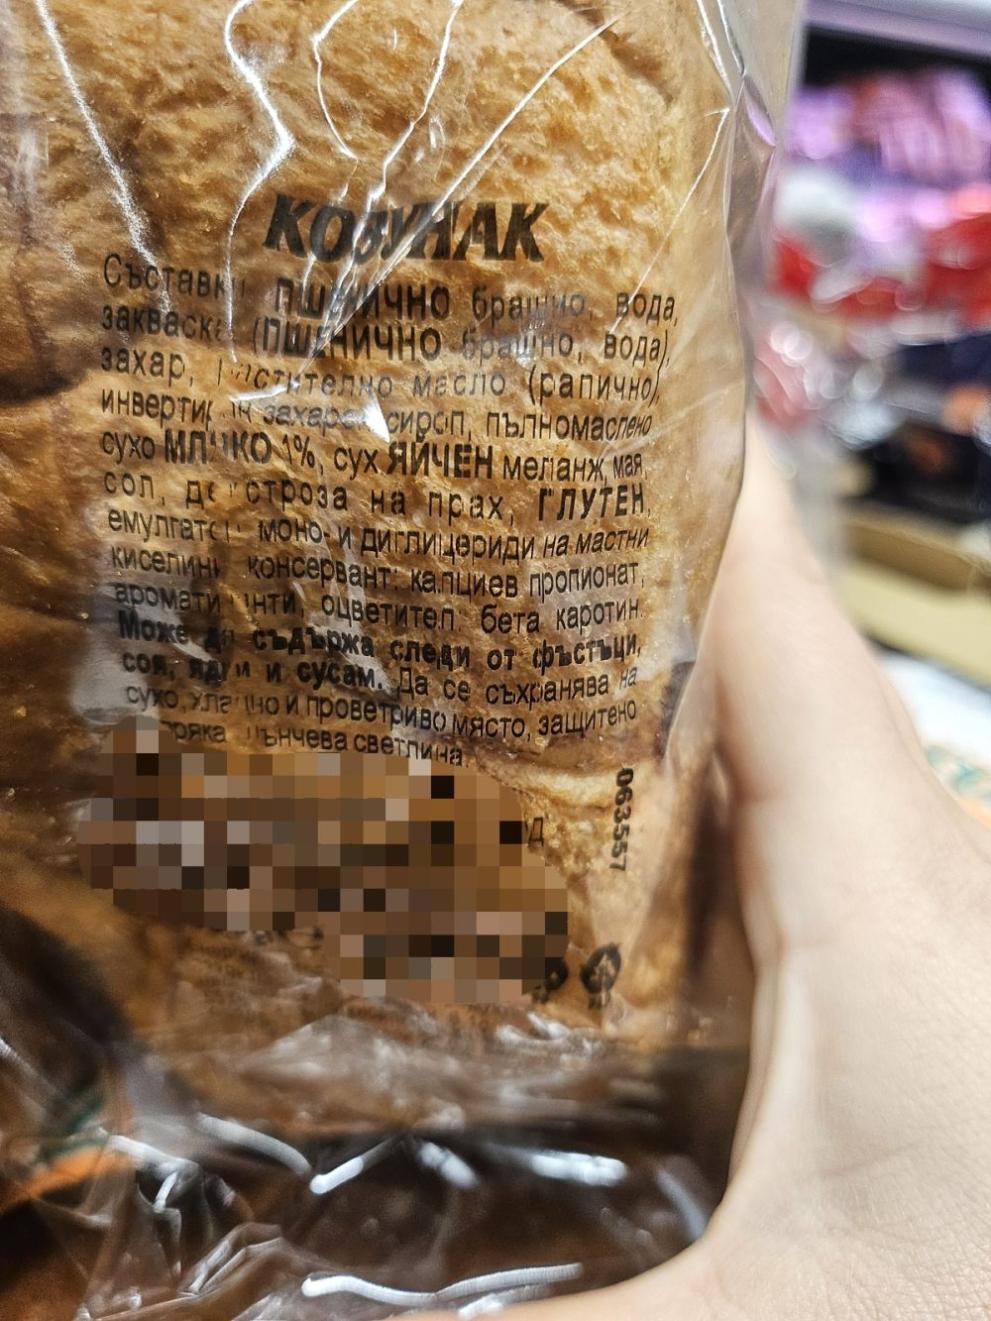 КОЗУНАК
Съставки: ПШЕНИЧНО брашно, вода,
закваска (ПШЕНИЧНО брашно, вода),
захар, растително масло (рапично),
инвертиран захарен сироп, пълномаслено
сухо МЛЯКО 1%, сух ЯЙЧЕН меланж, мая,
сол, декстроза на прах, ГЛУТЕН,
емулгатор: моно- и диглицериди на мастни
киселини, консервант: калциев пропионат,
ароматизанти, оцветител: бета каротин.
Може да съдържа следи от фъстъци,
соя, ядки и сусам. Да се съхранява на
сухо, хладно и проветриво място, защитено
пряка слънчева светлина.
063557